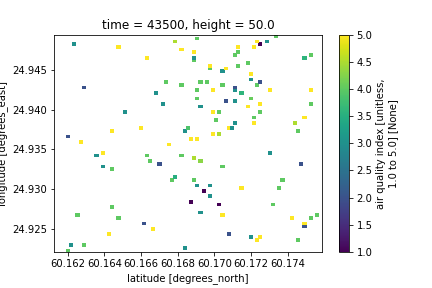 time = 43500, height = 50.0
24.945
24.940
24.935
24.930
24.925
longitude [degrees_east]
60.162 60.164 60.166 60.168 60.170 60.172 60.174
latitude [degrees_north]
5.0
4.5
4.0
3.5
3.0
2.5
2.0
1.5
1.0
air quality index [unitless,
1.0 to 5.0] [None]